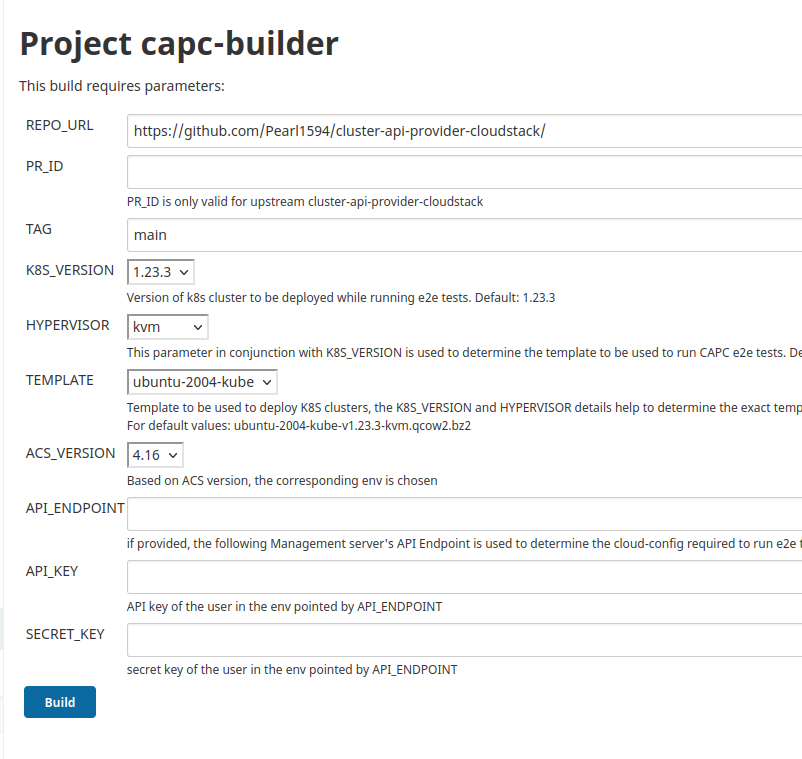 Project capc-builder
This build requires parameters:
REPO_URL
https://github.com/Pearl1594/cluster-api-provider-cloudstack/
PR_ID
PR_ID is only valid for upstream cluster-api-provider-cloudstack
TAG
main
K8S_VERSION
1.23.3
Version of k8s cluster to be deployed while running e2e tests. Default: 1.23.3
HYPERVISOR
kvm
This parameter in conjunction with K8S_VERSION is used to determine the template to be used to run CAPC e2e tests. De
TEMPLATE
ubuntu-2004-kube
Template to be used to deploy K8S clusters, the K8S_VERSION and HYPERVISOR details help to determine the exact temp
For default values: ubuntu-2004-kube-v1.23.3-kvm.qcow2.bz2
ACS_VERSION
4.16
Based on ACS version, the corresponding env is chosen
API_ENDPOINT
if provided, the following Management server's API Endpoint is used to determine the cloud-config required to run e2e t
API_KEY
API key of the user in the env pointed by API_ENDPOINT
SECRET_KEY
secret key of the user in the env pointed by API_ENDPOINT
Build